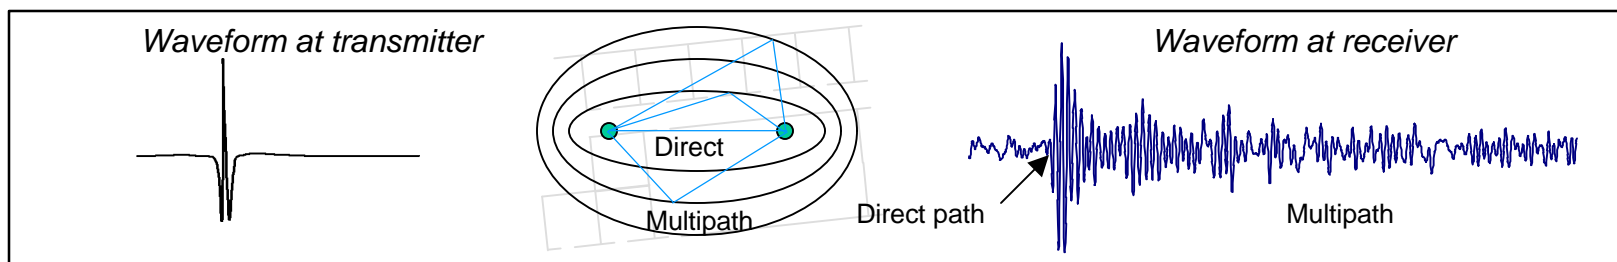 Waveform at transmitter
Waveform at receiver
Direct
Multipath
Direct path
Multipath